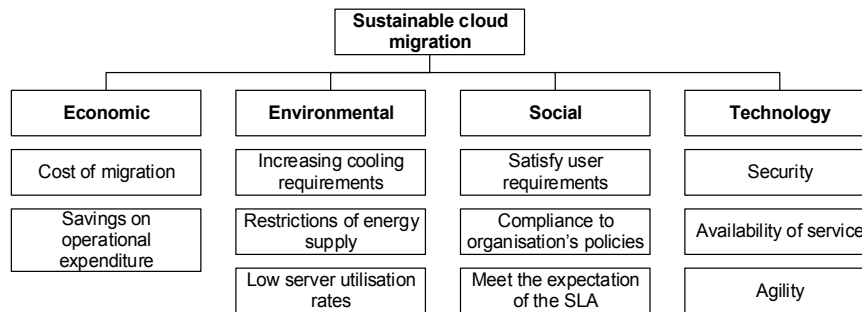 Sustainable cloud
migration
Economic
Environmental
Social
Technology
Cost of migration
Increasing cooling
requirements
Satisfy user
requirements
Security
Savings on
operational
expenditure
Restrictions of energy
supply
Compliance to
organisation's policies
Availability of service
Low server utilisation
rates
Meet the expectation
of the SLA
Agility